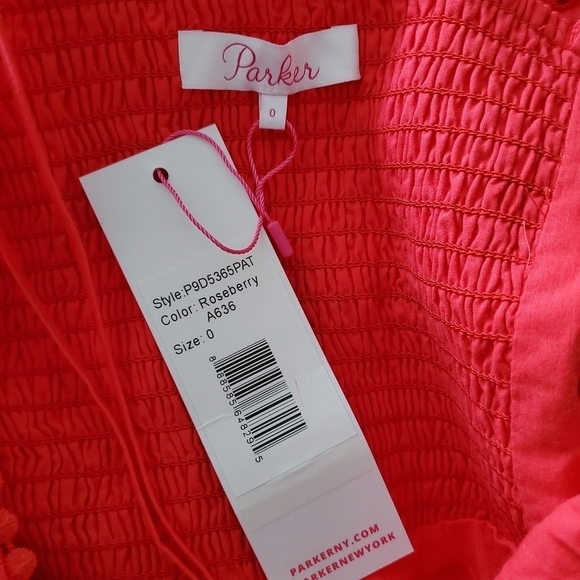 Parker
0
Style:P9D5365PAT
Color: Roseberry
A636
Size: 0
PARKERNY.COM
PARKERNEWYORK